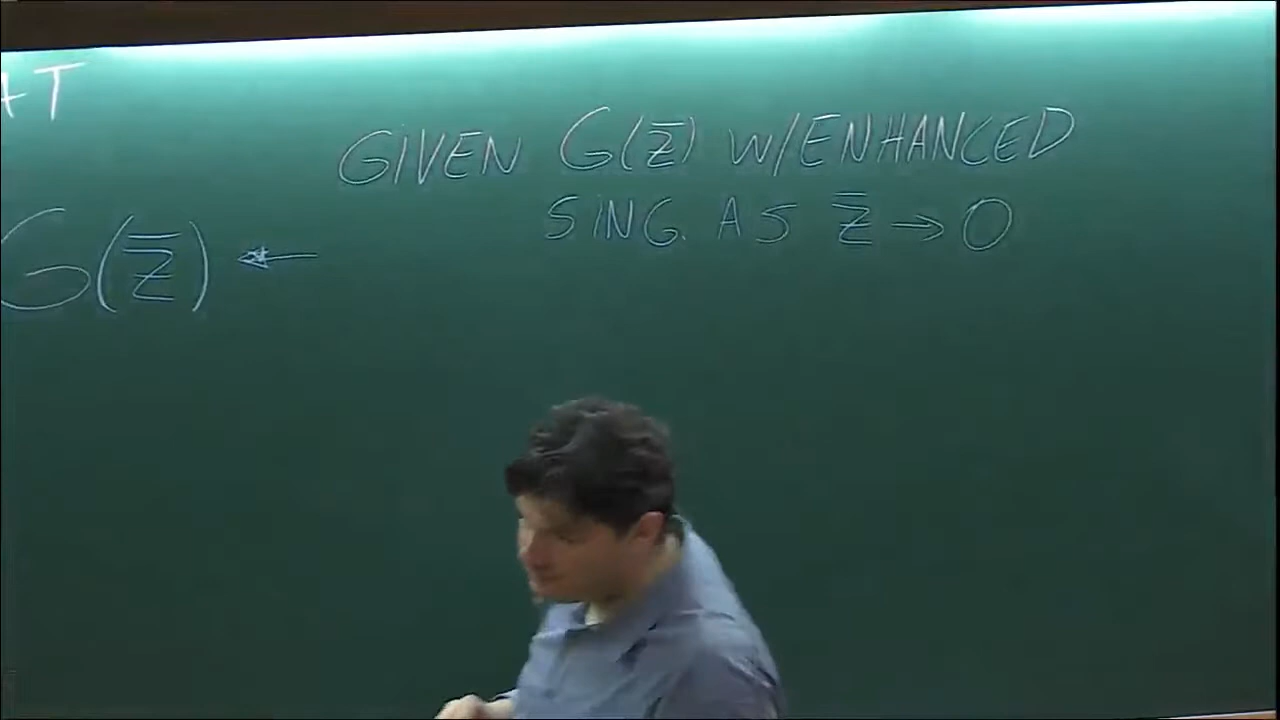 AT
GIVEN G(z̄) W/ENHANCED
SING. AS z̄ → 0
G(z̄) ←